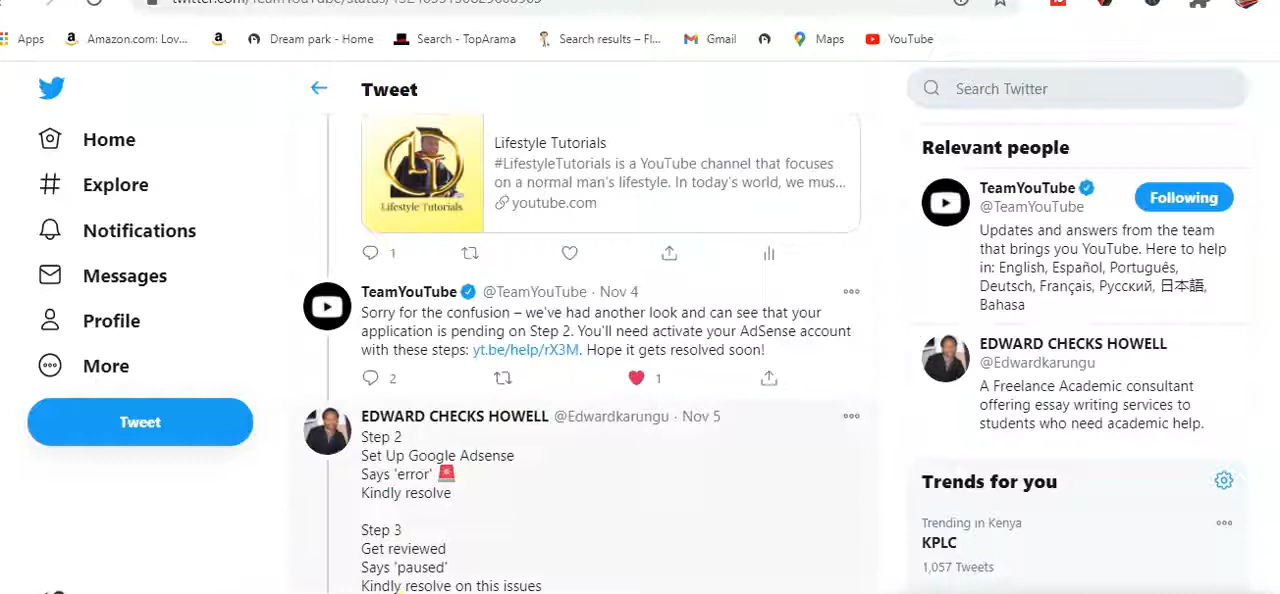 Apps
Amazon.com: Lov...
Dream park - Home
Search - TopArama
Search results – Fl...
Gmail
Maps
YouTube
Home
Explore
Notifications
Messages
Profile
More
Tweet
Tweet
LT
Lifestyle Tutorials
Lifestyle Tutorials
#LifestyleTutorials is a YouTube channel that focuses
on a normal man's lifestyle. In today's world, we mus...
youtube.com
1
TeamYouTube @TeamYouTube · Nov 4
Sorry for the confusion – we've had another look and can see that your
application is pending on Step 2. You'll need activate your AdSense account
with these steps: yt.be/help/rX3M. Hope it gets resolved soon!
2 1
EDWARD CHECKS HOWELL @Edwardkarungu · Nov 5
Step 2
Set Up Google Adsense
Says 'error' 🚨
Kindly resolve
Step 3
Get reviewed
Says 'paused'
Kindly resolve on this issues
Search Twitter
Relevant people
TeamYouTube
@TeamYouTube
Following
Updates and answers from the team
that brings you YouTube. Here to help
in: English, Español, Português,
Deutsch, Français, Русский, 日本語,
Bahasa
EDWARD CHECKS HOWELL
@Edwardkarungu
A Freelance Academic consultant
offering essay writing services to
students who need academic help.
Trends for you
Trending in Kenya
KPLC
1,057 Tweets